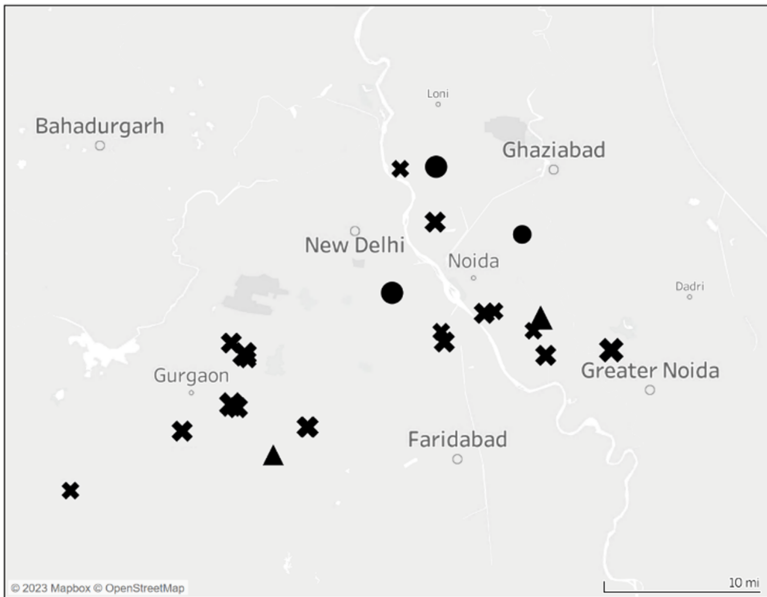 Loni
Bahadurgarh
Ghaziabad
New Delhi
Noida
Dadri
Gurgaon
Greater Noida
Faridabad
© 2023 Mapbox © OpenStreetMap
10 mi